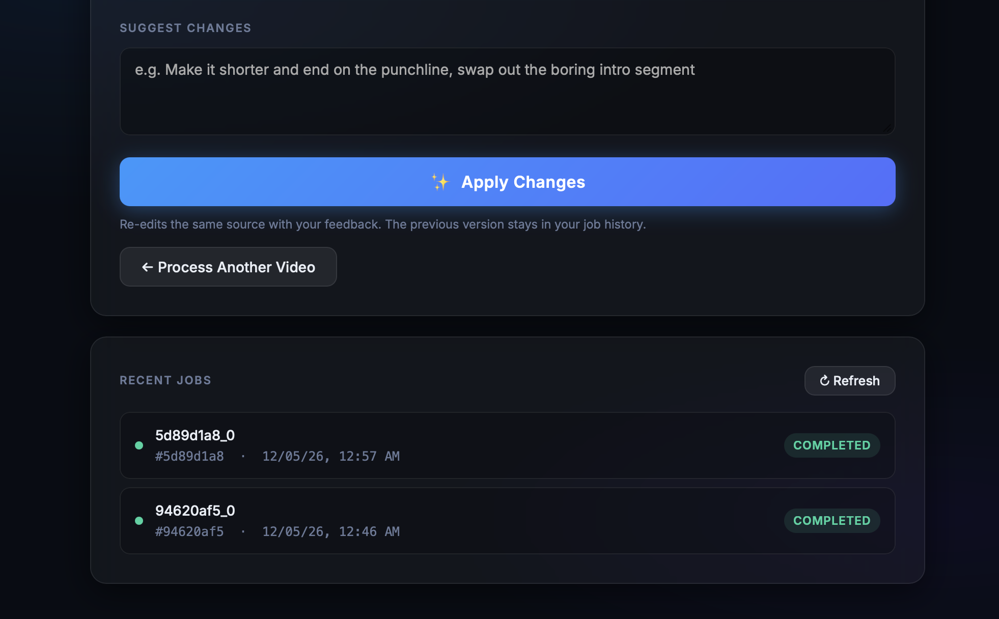 SUGGEST CHANGES
e.g. Make it shorter and end on the punchline, swap out the boring intro segment
✨ Apply Changes
Re-edits the same source with your feedback. The previous version stays in your job history.
← Process Another Video
RECENT JOBS
↻ Refresh
5d89d1a8_0
#5d89d1a8 · 12/05/26, 12:57 AM
COMPLETED
94620af5_0
#94620af5 · 12/05/26, 12:46 AM
COMPLETED